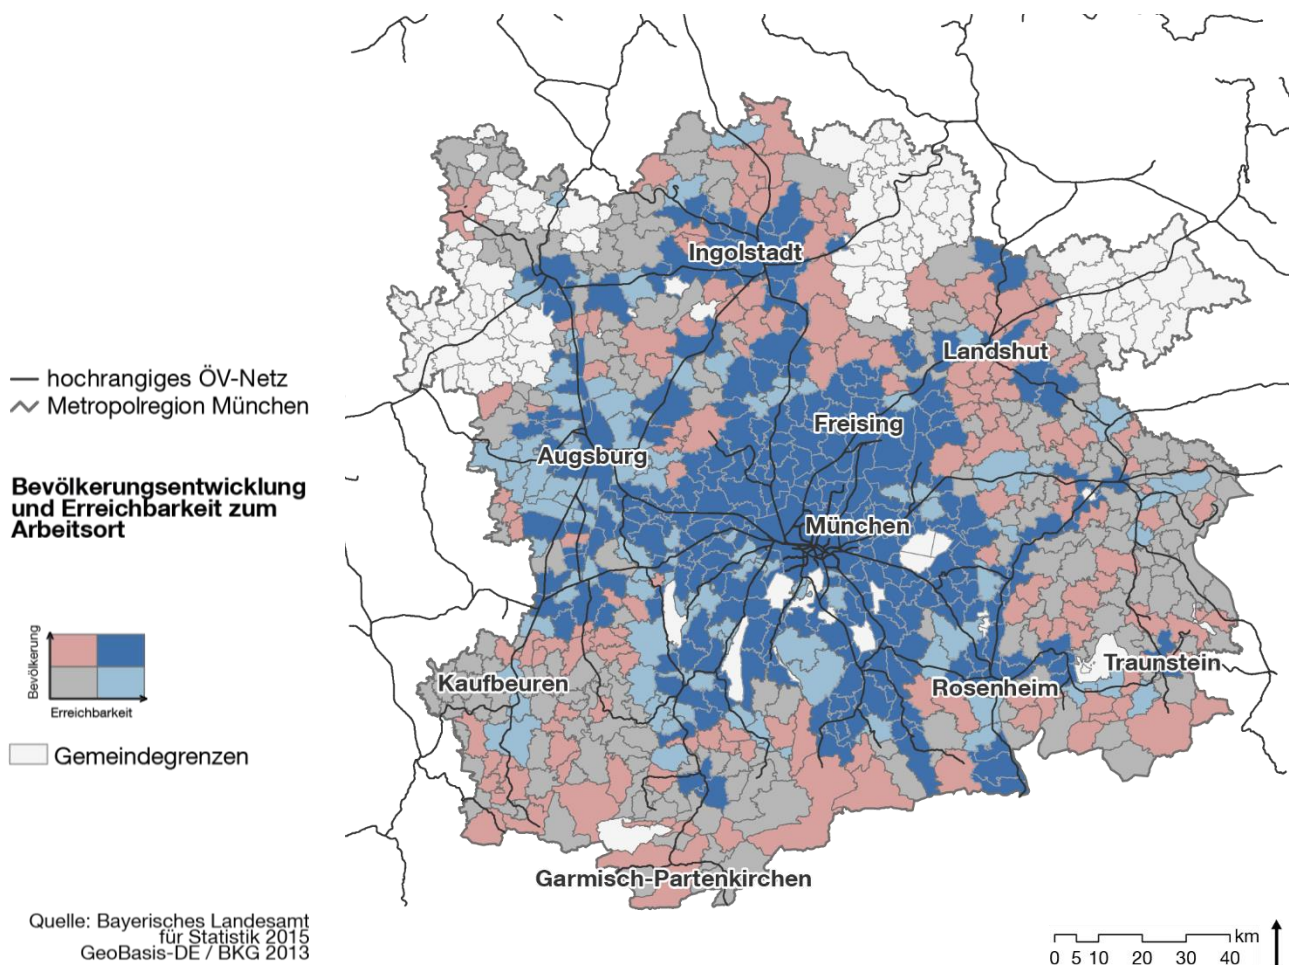 hochrangiges ÖV-Netz
Metropolregion München
Bevölkerungsentwicklung
und Erreichbarkeit zum
Arbeitsort
Bevölkerung
Erreichbarkeit
Gemeindegrenzen
Quelle: Bayerisches Landesamt
für Statistik 2015
GeoBasis-DE / BKG 2013
Ingolstadt
Landshut
Freising
Augsburg
München
Traunstein
Kaufbeuren
Rosenheim
Garmisch-Partenkirchen
km
0 5 10 20 30 40